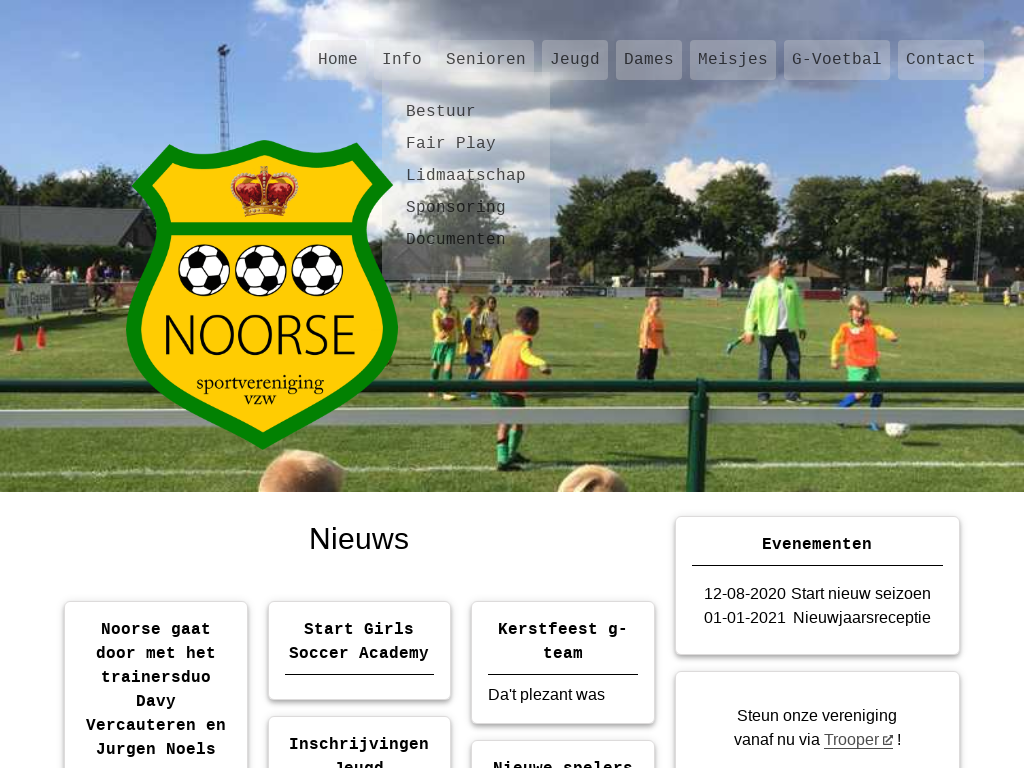 Home Info Senioren Jeugd Dames Meisjes G-Voetbal Contact
Bestuur
Fair Play
Lidmaatschap
Sponsoring
Documenten
NOORSE
sportvereniging
vzw
Nieuws
Noorse gaat
door met het
trainersduo
Davy
Vercauteren en
Jurgen Noels
Start Girls
Soccer Academy
Inschrijvingen
Jeugd
Kerstfeest g-
team
Da't plezant was
Nieuwe spelers
Evenementen
12-08-2020 Start nieuw seizoen
01-01-2021 Nieuwjaarsreceptie
Steun onze vereniging
vanaf nu via Trooper !